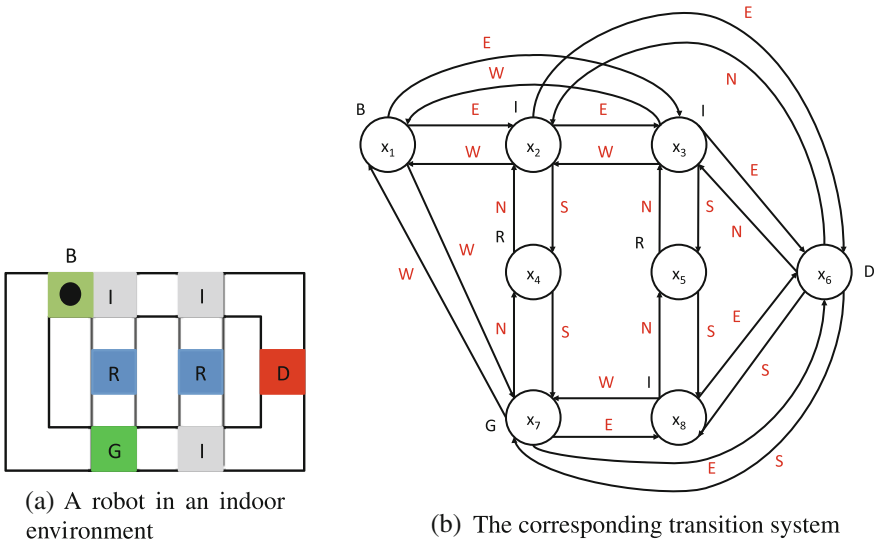 B
I
I
R
R
D
G
I
(a) A robot in an indoor
environment
E
E
W
N
B
I
I
E
E
x1
x2
x3
W
W
E
N
S
N
S
N
W
R
R
W
x4
x5
x6
D
N
S
N
S
E
W
I
S
G
x7
x8
E
E
S
(b) The corresponding transition system